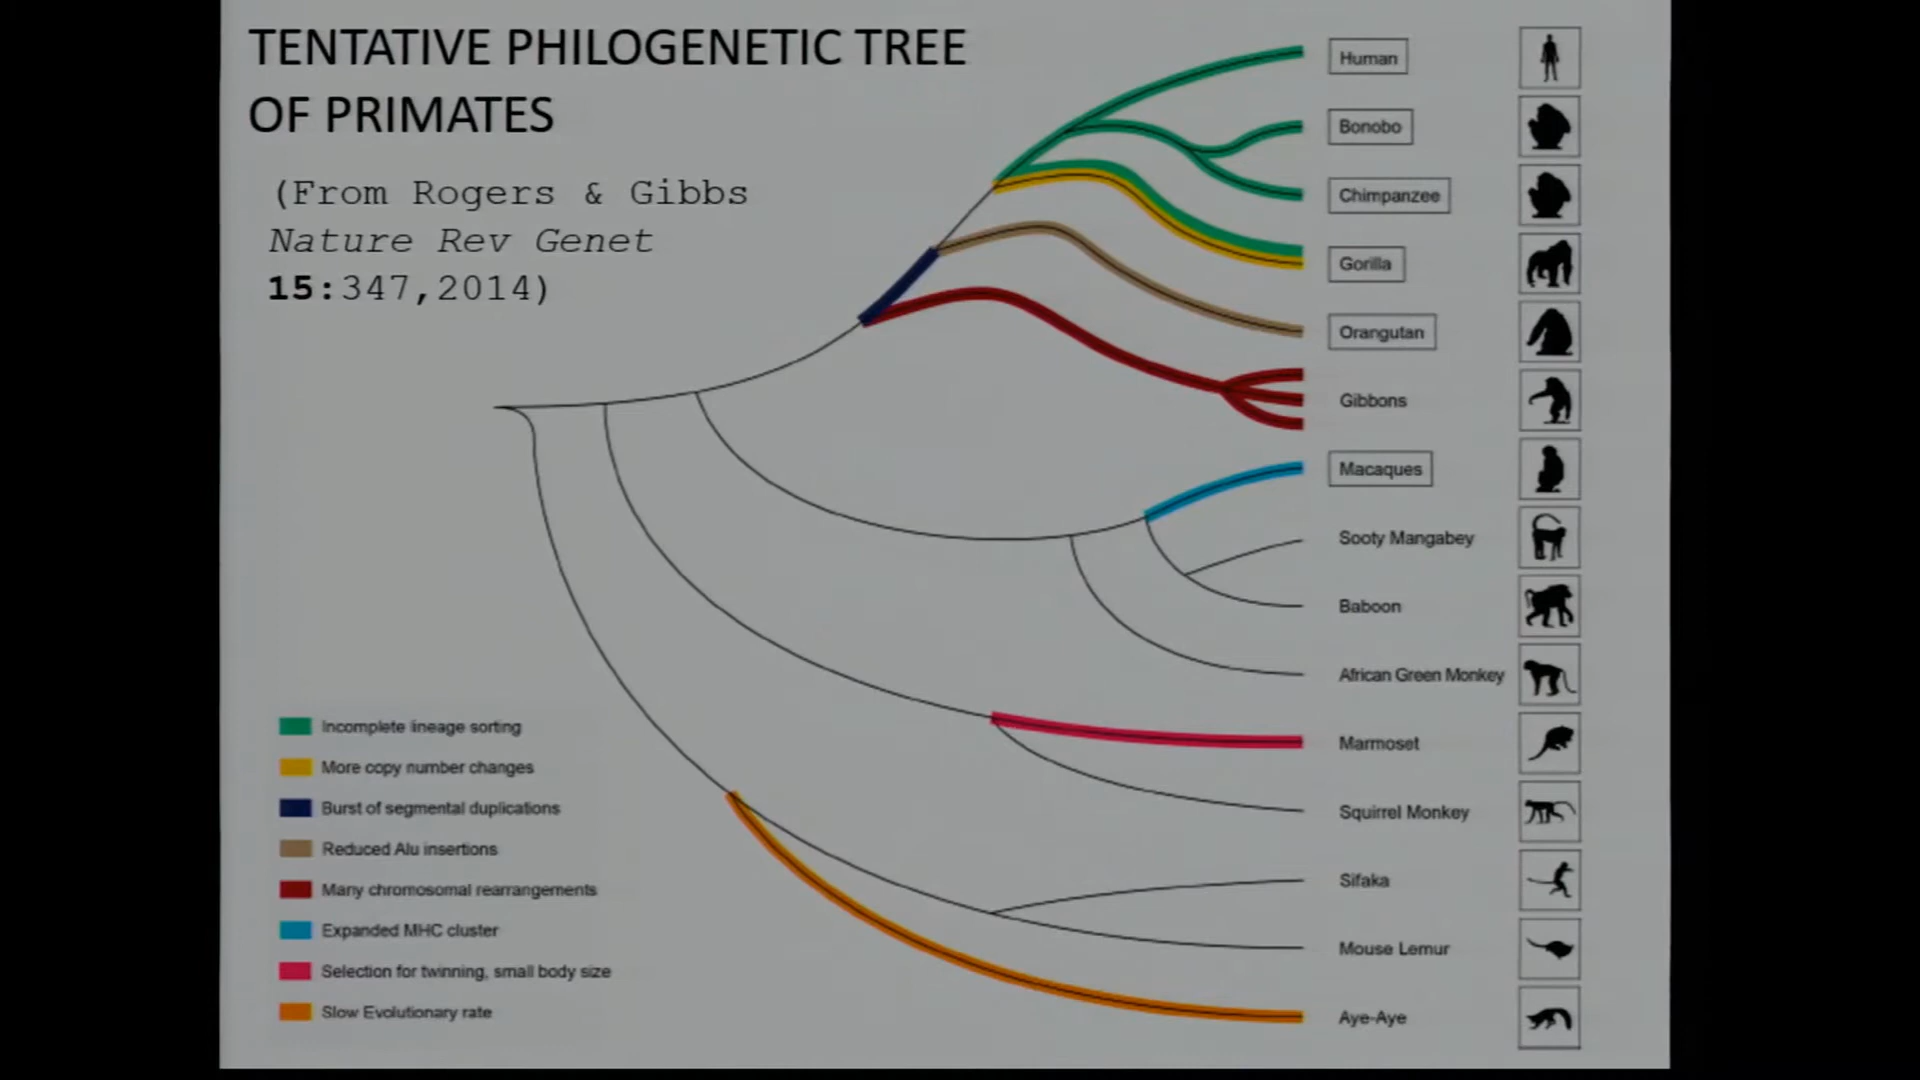 TENTATIVE PHILOGENETIC TREE
OF PRIMATES
(From Rogers & Gibbs
Nature Rev Genet
15:347,2014)
Human
Bonobo
Chimpanzee
Gorilla
Orangutan
Gibbons
Macaques
Sooty Mangabey
Baboon
African Green Monkey
Marmoset
Squirrel Monkey
Sifaka
Mouse Lemur
Aye-Aye
Incomplete lineage sorting
More copy number changes
Burst of segmental duplications
Reduced Alu insertions
Many chromosomal rearrangements
Expanded MHC cluster
Selection for twinning, small body size
Slow Evolutionary rate